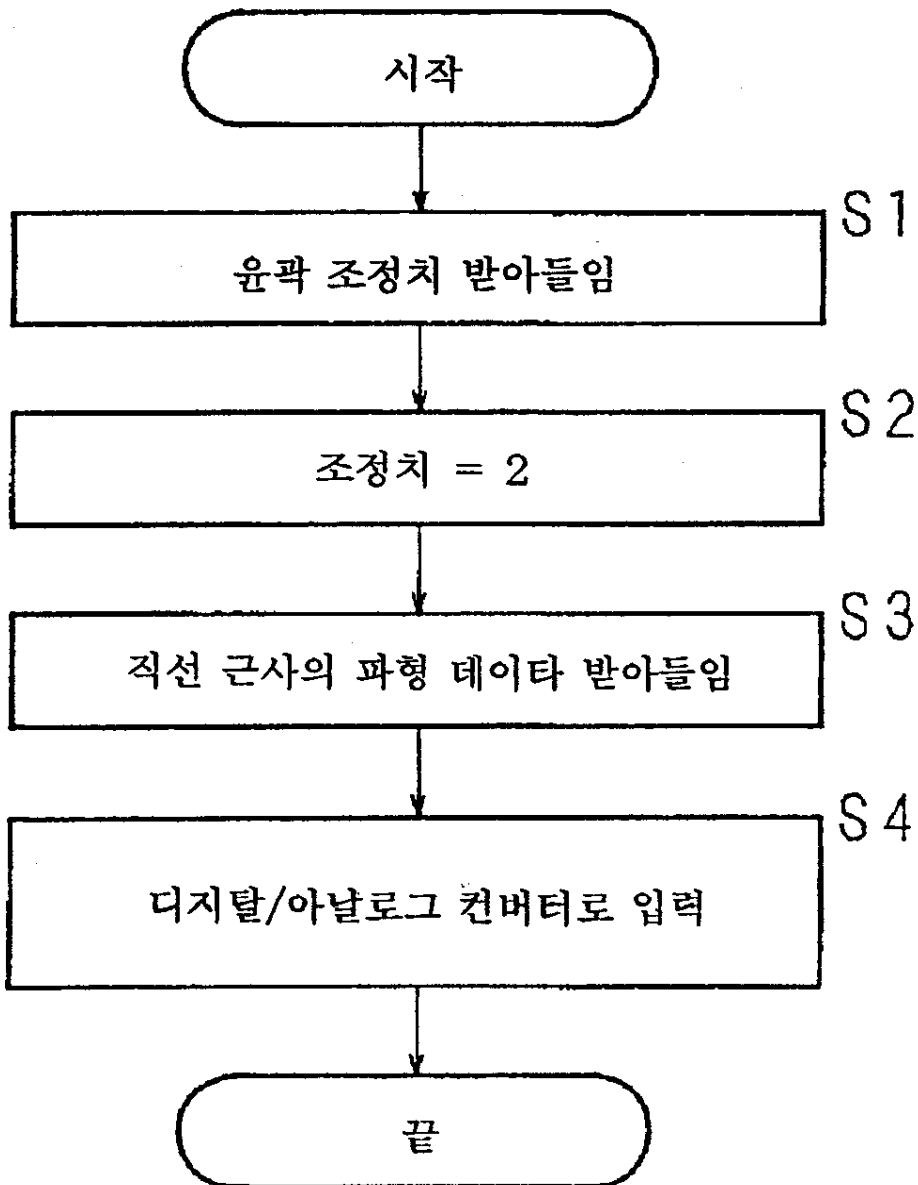 시작
S1
윤곽 조정치 받아들임
S2
조정치 = 2
S3
직선 근사의 파형 데이타 받아들임
S4
디지탈/아날로그 컨버터로 입력
끝